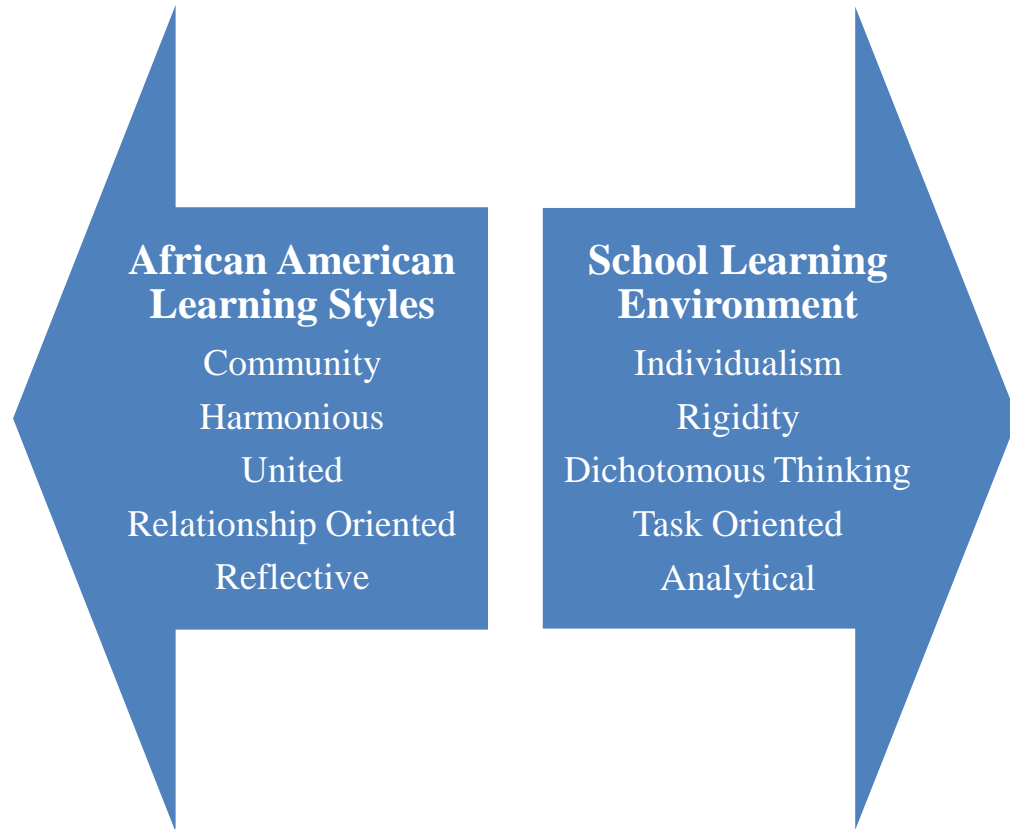 African American
Learning Styles
Community
Harmonious
United
Relationship Oriented
Reflective
School Learning
Environment
Individualism
Rigidity
Dichotomous Thinking
Task Oriented
Analytical